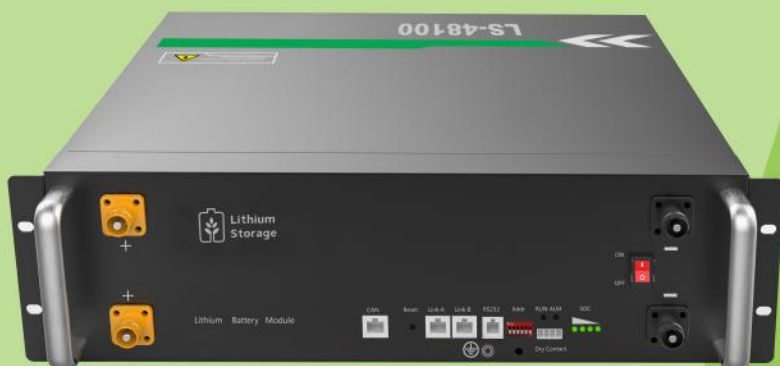 LS-48100
Lithium
Storage
+
−
ON
I
O
OFF
+
−
Lithium Battery Module
CAN
Reset
Link-A
Link-B
RS232
Addr
RUN ALM
SOC
Dry Contact